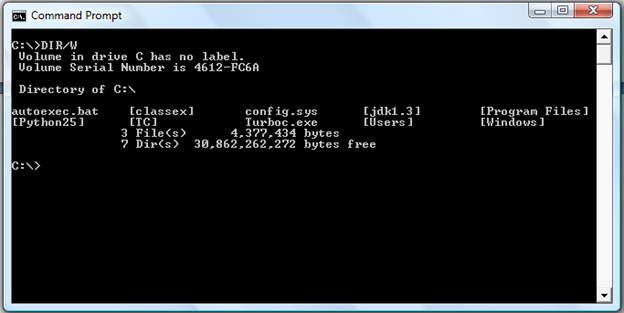 Command Prompt
C:\>DIR/W
Volume in drive C has no label.
Volume Serial Number is 4612-FC6A
Directory of C:\
autoexec.bat [classex] config.sys [jdk1.3] [Program Files]
[Python25] [TC] Turboc.exe [Users] [Windows]
3 File(s) 4,377,434 bytes
7 Dir(s) 30,862,262,272 bytes free
C:\>